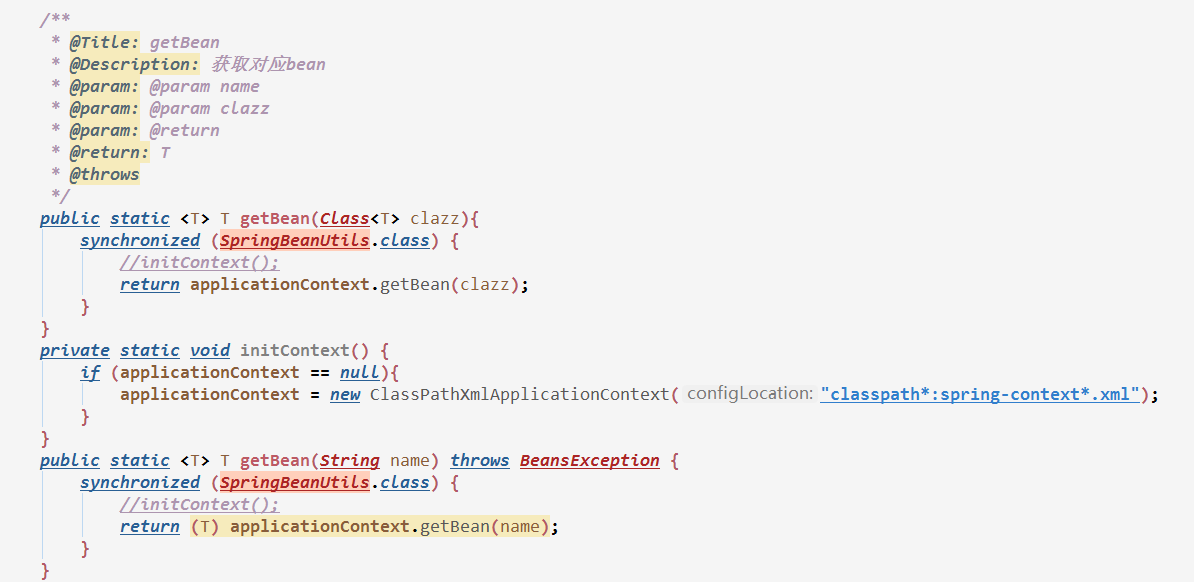 /**
 * @Title: getBean
 * @Description: 获取对应bean
 * @param: @param name
 * @param: @param clazz
 * @param: @return
 * @return: T
 * @throws
 */
public static <T> T getBean(Class<T> clazz){
    synchronized (SpringBeanUtils.class) {
        //initContext();
        return applicationContext.getBean(clazz);
    }
}
private static void initContext() {
    if (applicationContext == null){
        applicationContext = new ClassPathXmlApplicationContext( configLocation: "classpath*:spring-context*.xml");
    }
}
public static <T> T getBean(String name) throws BeansException {
    synchronized (SpringBeanUtils.class) {
        //initContext();
        return (T) applicationContext.getBean(name);
    }
}